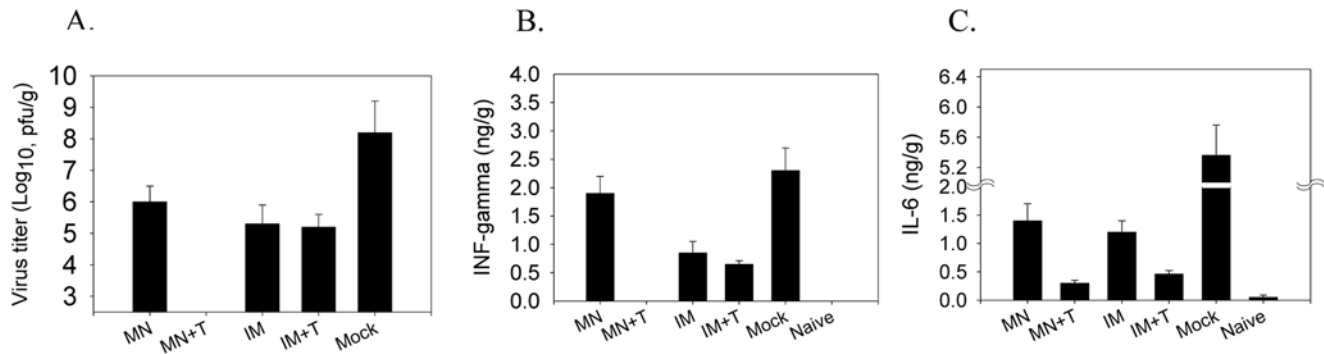 A.
Virus titer (Log10, pfu/g)
10
9
8
7
6
5
4
3
MN
MN+T
IM
IM+T
Mock
B.
INF-gamma (ng/g)
4.0
3.5
3.0
2.5
2.0
1.5
1.0
0.5
0.0
MN
MN+T
IM
IM+T
Mock
Naive
C.
IL-6 (ng/g)
6.4
6.0
5.6
5.2
2.0
1.5
1.0
0.5
0.0
MN
MN+T
IM
IM+T
Mock
Naive